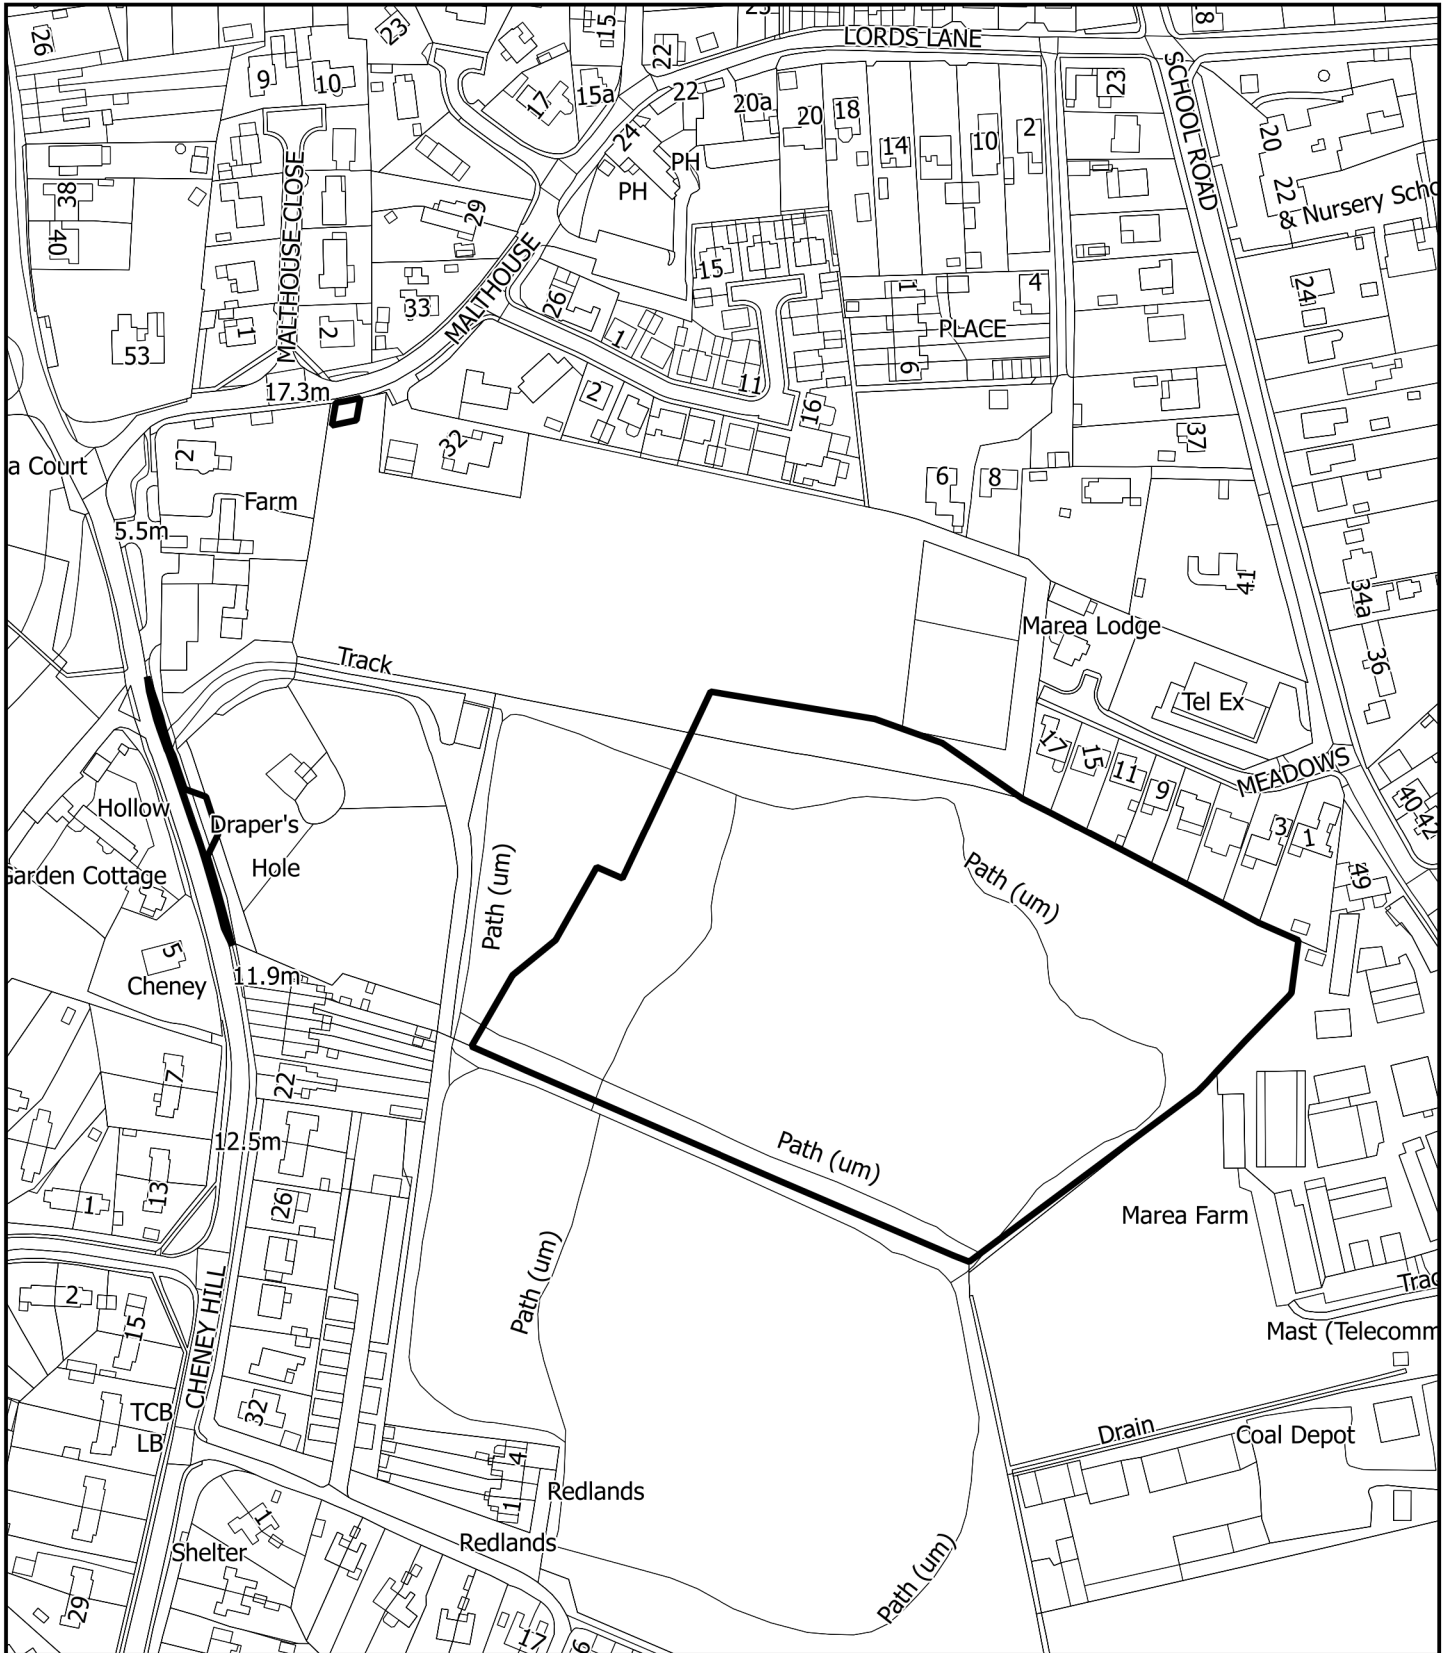 25
18
26
23
15
22
LORDS LANE
SCHOOL ROAD
9
10
17
15a
22
20a
20
18
23
24
14
10
2
20
PH
PH
38
40
MALTHOUSE CLOSE
29
22
& Nursery Scho
MALTHOUSE
15
24
33
26
1
4
1
2
1
PLACE
53
6
17.3m
2
11
16
a Court
2
32
37
Farm
6
8
5.5m
41
34a
Marea Lodge
Track
36
Tel Ex
17
15
11
9
MEADOWS
40
42
Hollow
Draper's
Hole
3
1
Garden Cottage
Path (um)
Path (um)
49
5
Cheney
11.9m
7
22
12.5m
Path (um)
13
1
26
Marea Farm
Path (um)
2
15
CHENEY HILL
Trac
Mast (Telecomm
TCB
LB
32
Drain
Coal Depot
4
1
Redlands
1
Redlands
Shelter
Path (um)
29
17
6